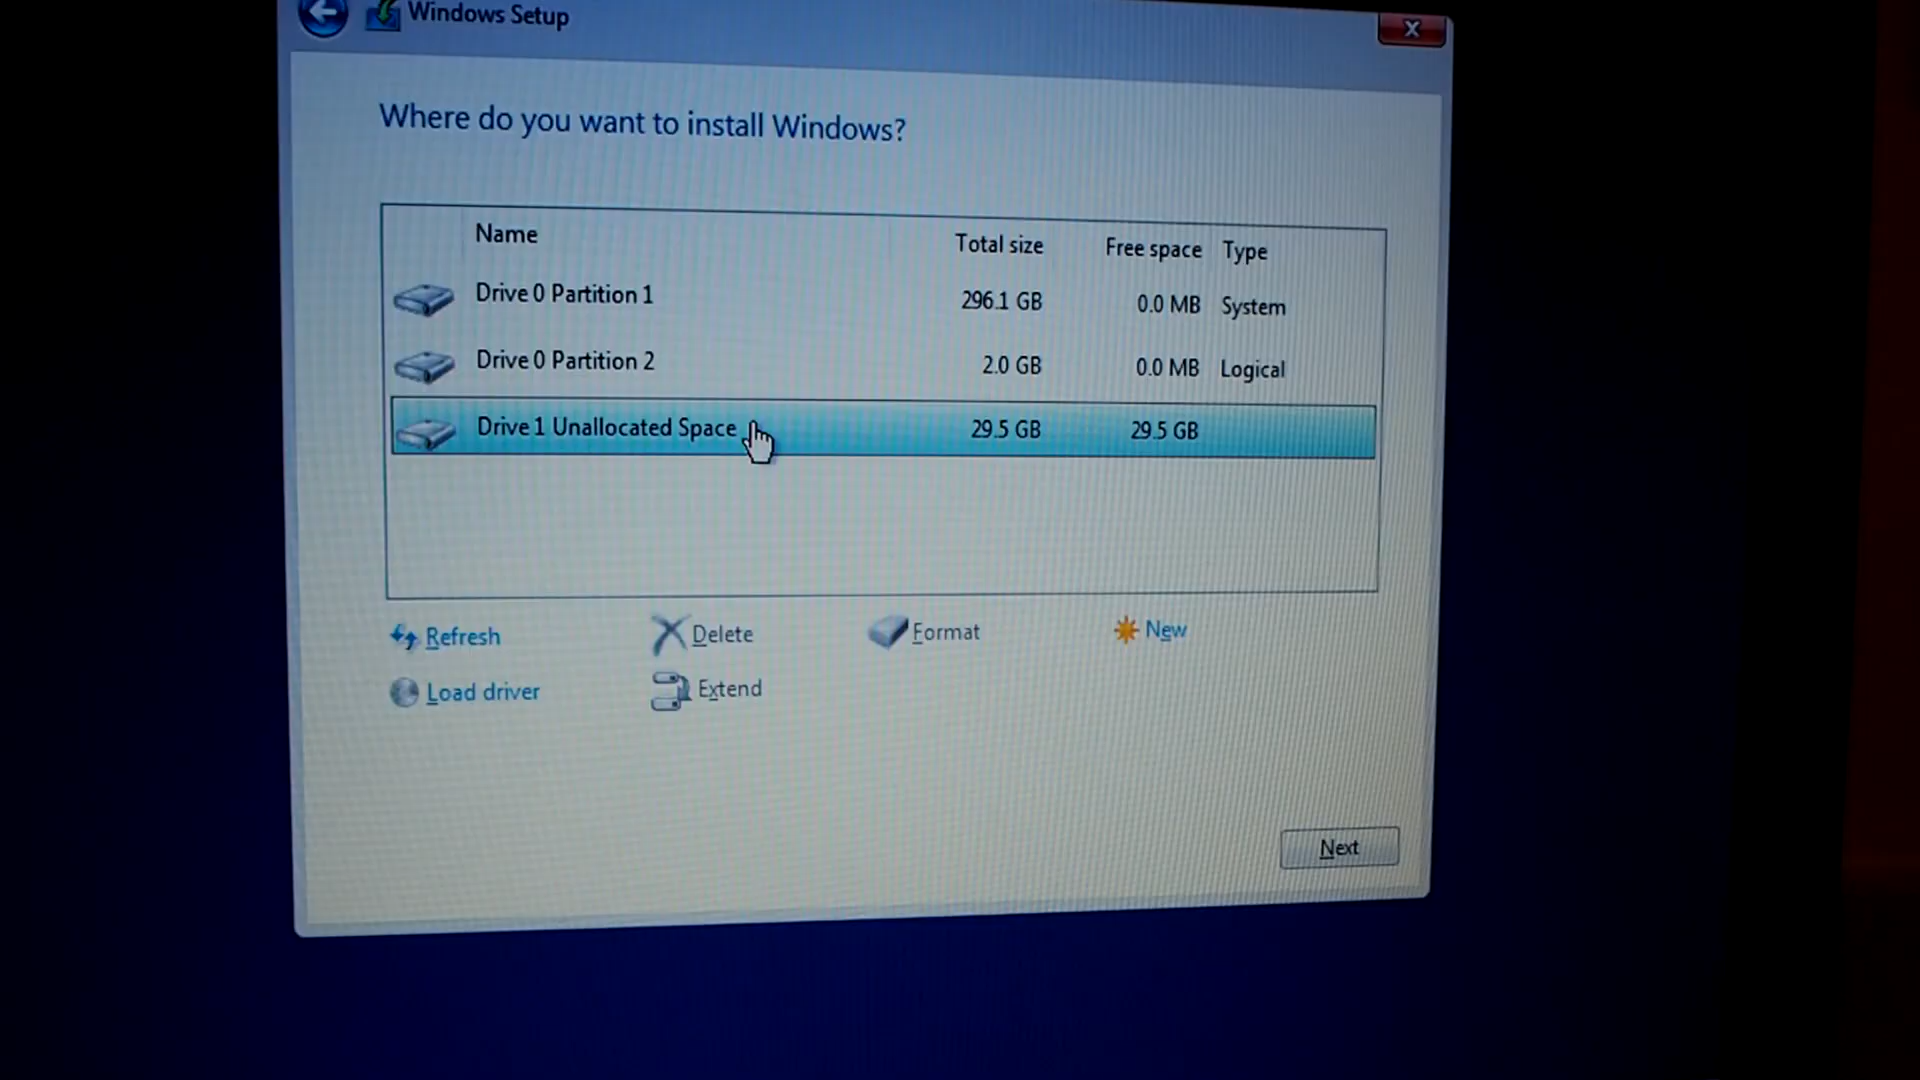 Windows Setup
x
Where do you want to install Windows?
Name Total size Free space Type
Drive 0 Partition 1 296.1 GB 0.0 MB System
Drive 0 Partition 2 2.0 GB 0.0 MB Logical
Drive 1 Unallocated Space 29.5 GB 29.5 GB
Refresh Delete Format New
Load driver Extend
Next